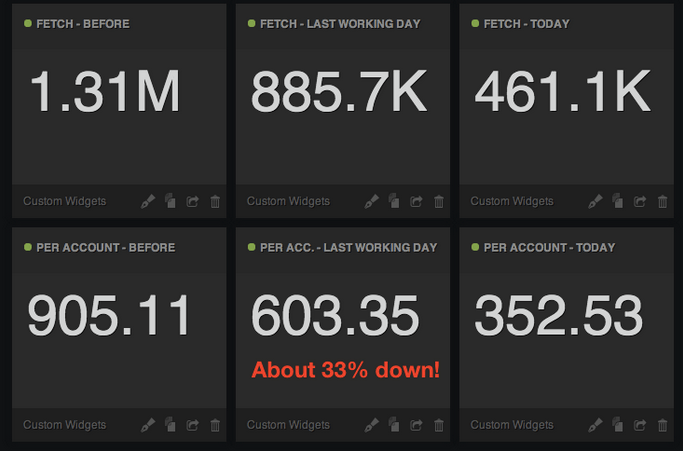 FETCH - BEFORE
FETCH - LAST WORKING DAY
FETCH - TODAY
1.31M
885.7K
461.1K
Custom Widgets
Custom Widgets
Custom Widgets
PER ACCOUNT - BEFORE
PER ACC. - LAST WORKING DAY
PER ACCOUNT - TODAY
905.11
603.35
352.53
About 33% down!
Custom Widgets
Custom Widgets
Custom Widgets